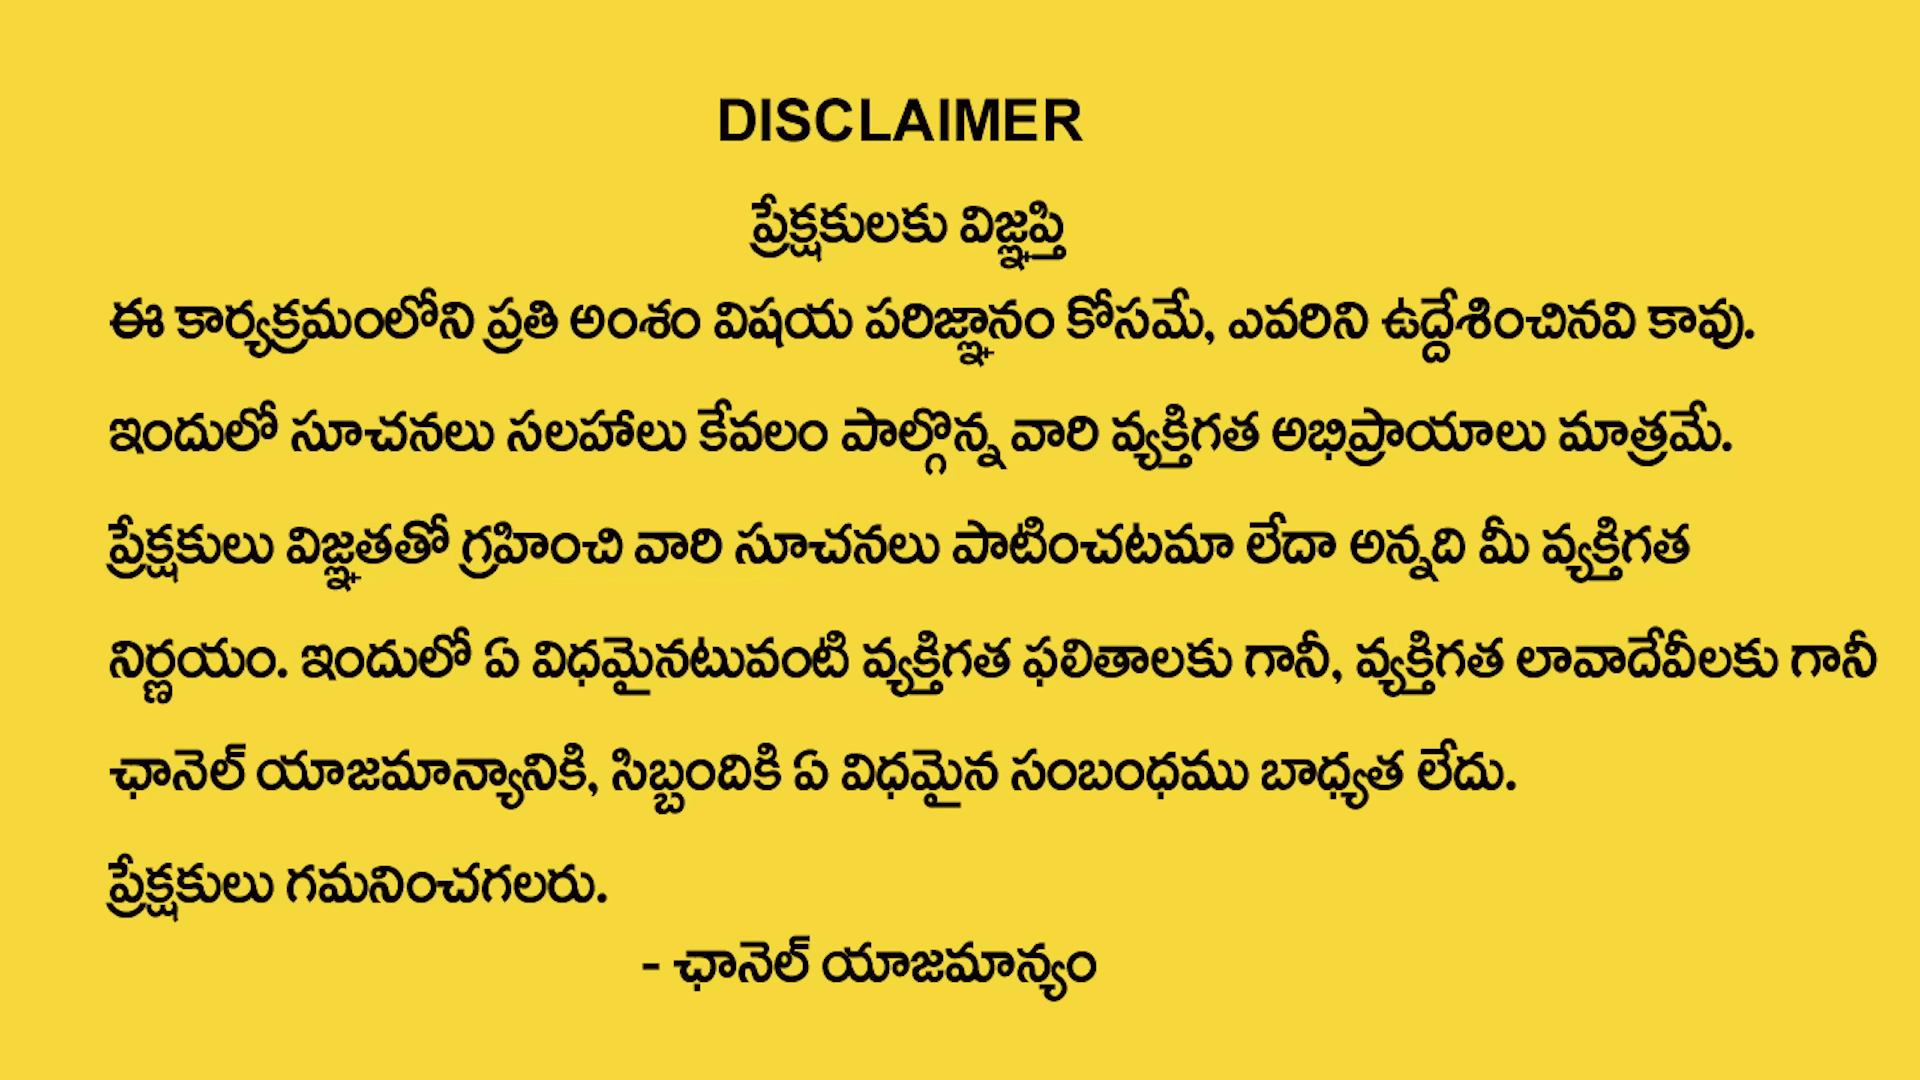 DISCLAIMER
ప్రేక్షకులకు విజ్ఞప్తి
ఈ కార్యక్రమంలోని ప్రతి అంశం విషయ పరిజ్ఞానం కోసమే, ఎవరిని ఉద్దేశించినవి కావు.
ఇందులో సూచనలు సలహాలు కేవలం పాల్గొన్న వారి వ్యక్తిగత అభిప్రాయాలు మాత్రమే.
ప్రేక్షకులు విజ్ఞతతో గ్రహించి వారి సూచనలు పాటించటమా లేదా అన్నది మీ వ్యక్తిగత
నిర్ణయం. ఇందులో ఏ విధమైనటువంటి వ్యక్తిగత ఫలితాలకు గానీ, వ్యక్తిగత లావాదేవీలకు గానీ
ఛానెల్ యాజమాన్యానికి, సిబ్బందికి ఏ విధమైన సంబంధము బాధ్యత లేదు.
ప్రేక్షకులు గమనించగలరు.
- ఛానెల్ యాజమాన్యం